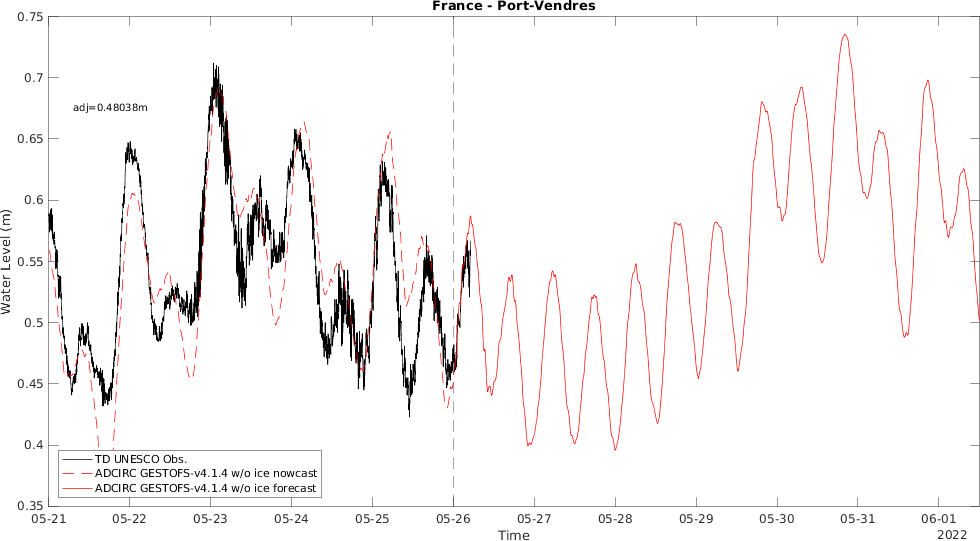 France - Port-Vendres
0.75
0.7
0.65
0.6
0.55
0.5
0.45
0.4
0.35
Water Level (m)
adj=0.48038m
TD UNESCO Obs.
ADCIRC GESTOFS-v4.1.4 w/o ice nowcast
ADCIRC GESTOFS-v4.1.4 w/o ice forecast
05-21 05-22 05-23 05-24 05-25 05-26 05-27 05-28 05-29 05-30 05-31 06-01
Time
2022